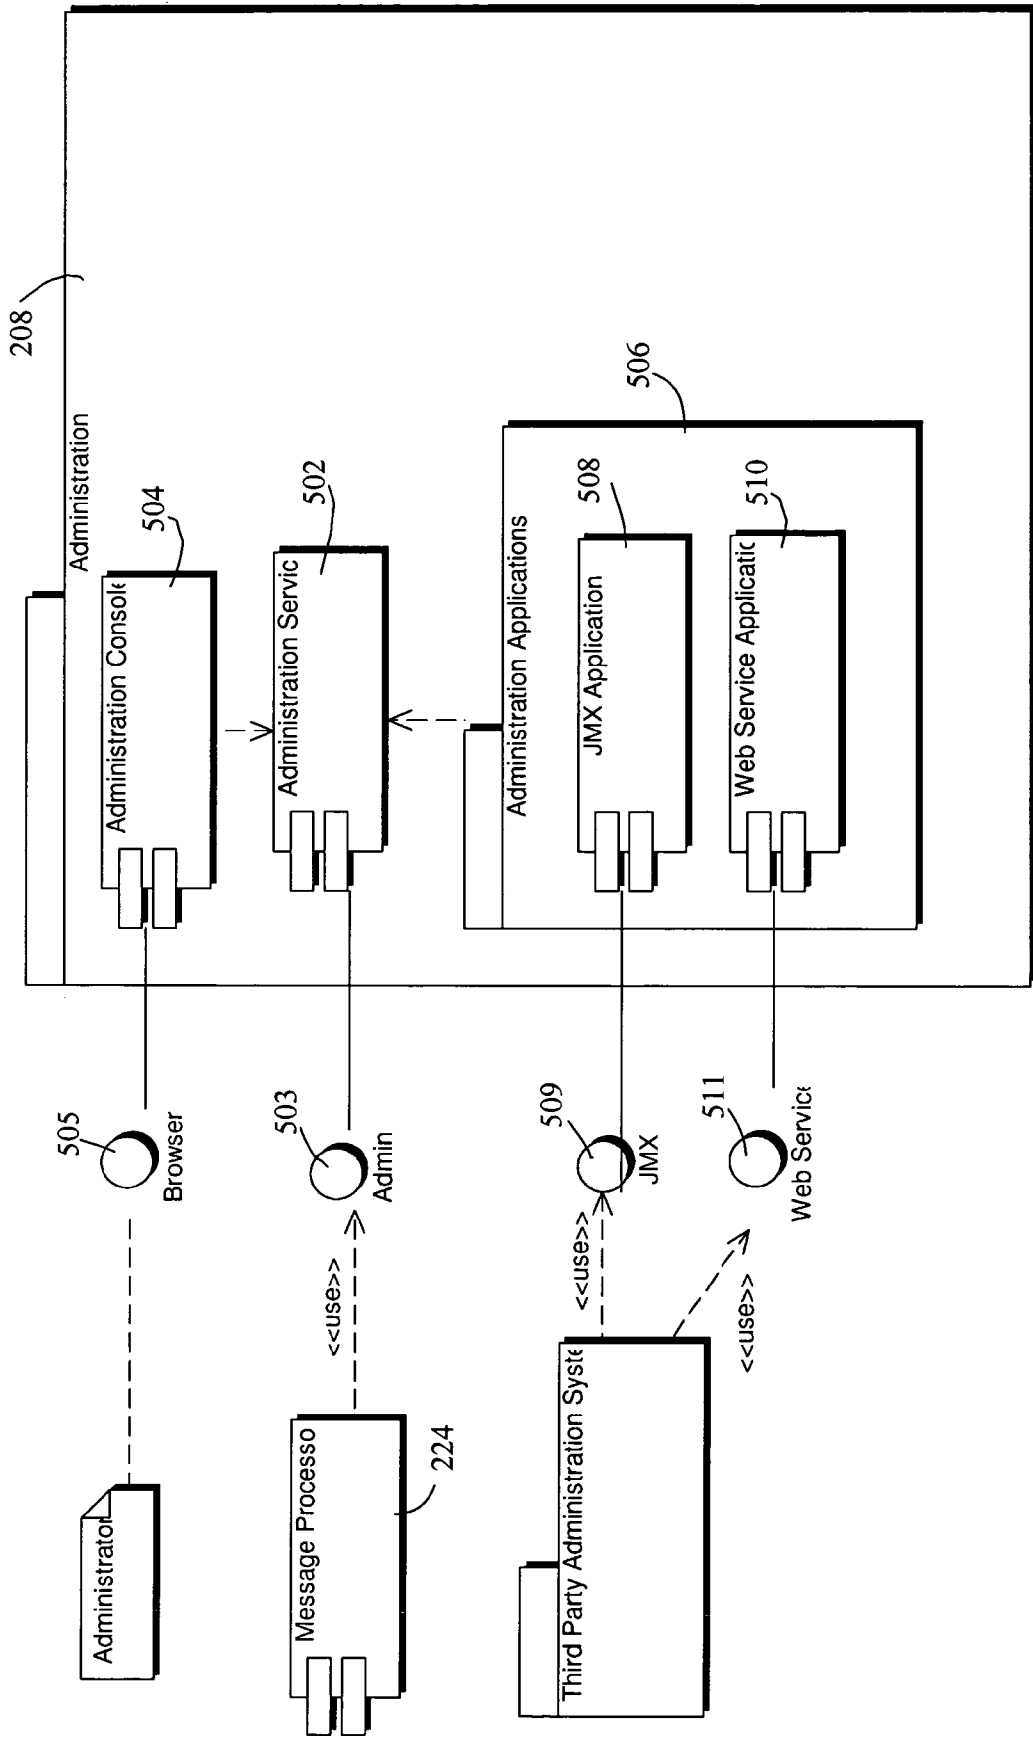 Administrator
505
Browser
Administration Console
504
Administration
208
Message Processo
224
<<use>>
503
Admin
Administration Servic
502
Third Party Administration Syste
<<use>>
<<use>>
509
JMX
511
Web Service
Administration Applications
506
JMX Application
508
Web Service Applicatic
510